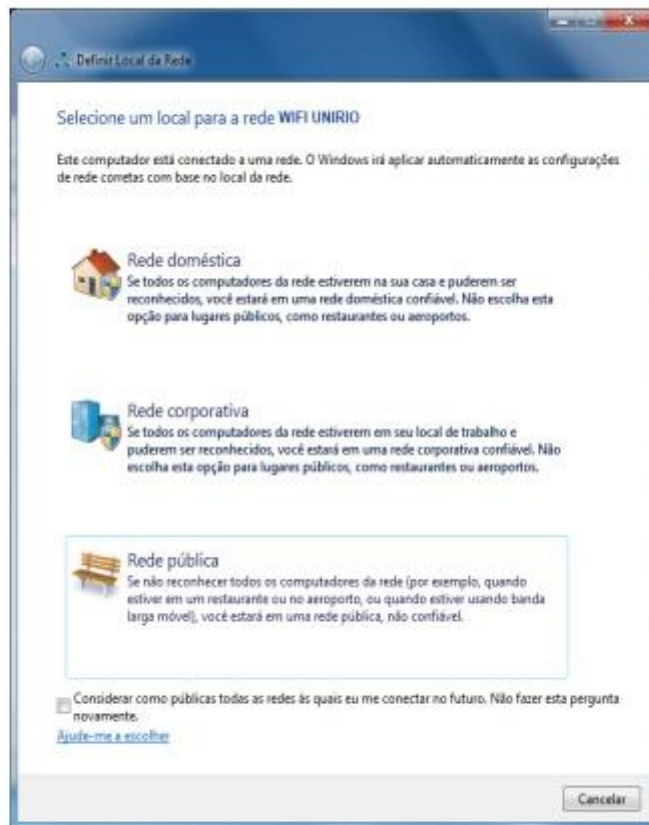 Definir Local da Rede
Selecione um local para a rede WIFI UNIRIO
Este computador está conectado a uma rede. O Windows irá aplicar automaticamente as configurações
de rede corretas com base no local da rede.
Rede doméstica
Se todos os computadores da rede estiverem na sua casa e puderem ser
reconhecidos, você estará em uma rede doméstica confiável. Não escolha esta
opção para lugares públicos, como restaurantes ou aeroportos.
Rede corporativa
Se todos os computadores da rede estiverem em seu local de trabalho e
puderem ser reconhecidos, você estará em uma rede corporativa confiável. Não
escolha esta opção para lugares públicos, como restaurantes ou aeroportos.
Rede pública
Se não reconhecer todos os computadores da rede (por exemplo, quando
estiver em um restaurante ou no aeroporto, ou quando estiver usando banda
larga móvel), você estará em uma rede pública, não confiável.
Considerar como públicas todas as redes às quais eu me conectar no futuro. Não fazer esta pergunta
novamente.
Ajude-me a escolher
Cancelar